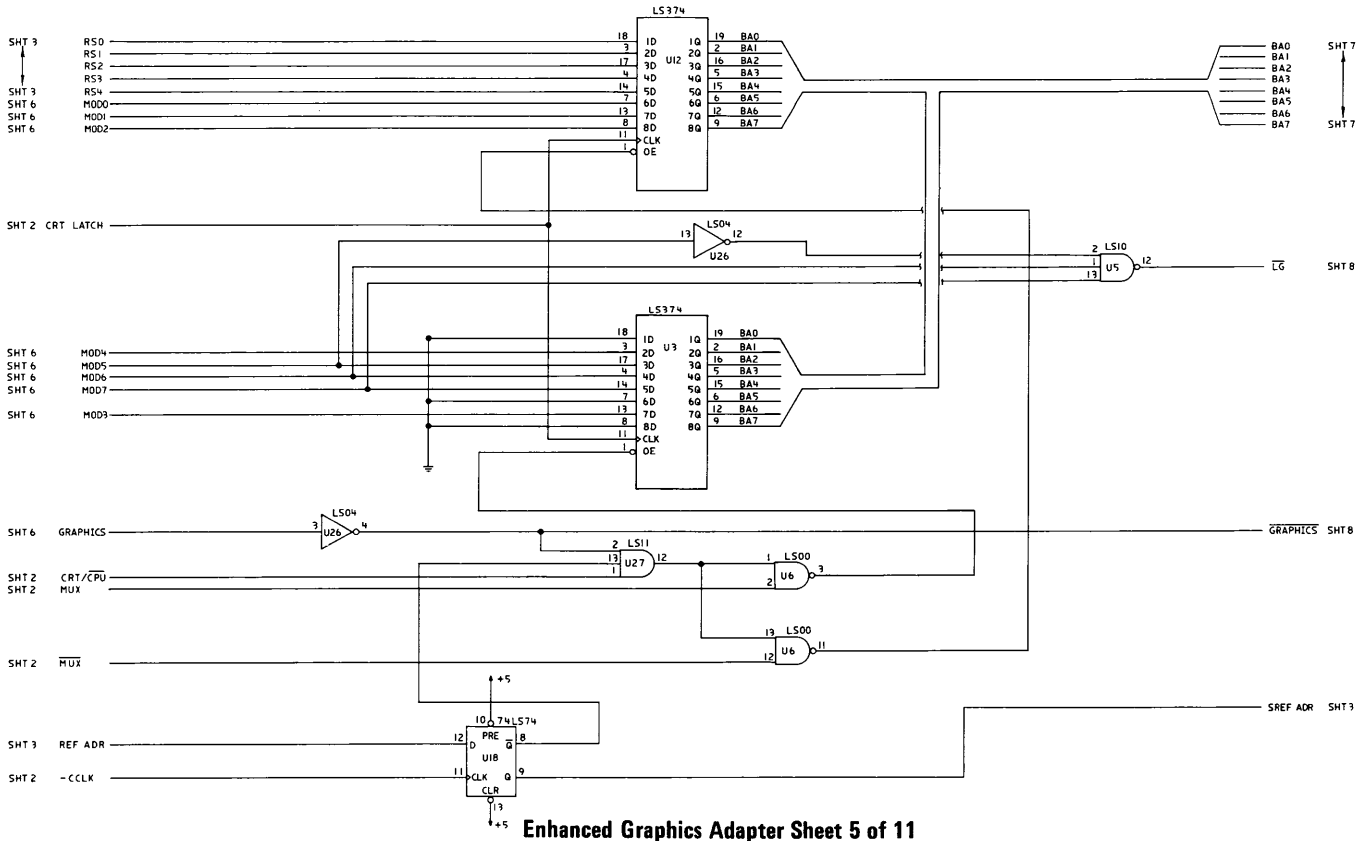 LS374
SHT 3 RS0 18 1D 1Q 19 BA0 BA0 SHT 7
RS1 3 2D 2Q 2 BA1 BA1
RS2 17 3D U12 3Q 16 BA2 BA2
RS3 4 4D 4Q 5 BA3 BA3
SHT 3 RS4 14 5D 5Q 15 BA4 BA4
SHT 6 MOD0 7 6D 6Q 6 BA5 BA5
SHT 6 MOD1 13 7D 7Q 12 BA6 BA6
SHT 6 MOD2 8 8D 8Q 9 BA7 BA7 SHT 7
11 CLK
1 OE
SHT 2 CRT LATCH
LS04
13 12
U26
2 LS10
1 U5 12 LG SHT 8
13
LS374
18 1D U3 1Q 19 BA0
SHT 6 MOD4 3 2D 2Q 2 BA1
SHT 6 MOD5 17 3D 3Q 16 BA2
SHT 6 MOD6 4 4D 4Q 5 BA3
SHT 6 MOD7 14 5D 5Q 15 BA4
7 6D 6Q 6 BA5
SHT 6 MOD3 13 7D 7Q 12 BA6
8 8D 8Q 9 BA7
11 CLK
1 OE
LS04
SHT 6 GRAPHICS 3 U26 4 GRAPHICS SHT 8
LS11
2
13 U27 12
1
LS00
1 U6 3
2
SHT 2 CRT/CPU
SHT 2 MUX
LS00
13 U6 11
12
SHT 2 MUX
+5
10 74LS74
SREF ADR SHT 3
SHT 3 REF ADR 12 D PRE Q 8
U18
SHT 2 -CCLK 11 CLK Q 9
CLR
13
+5
Enhanced Graphics Adapter Sheet 5 of 11